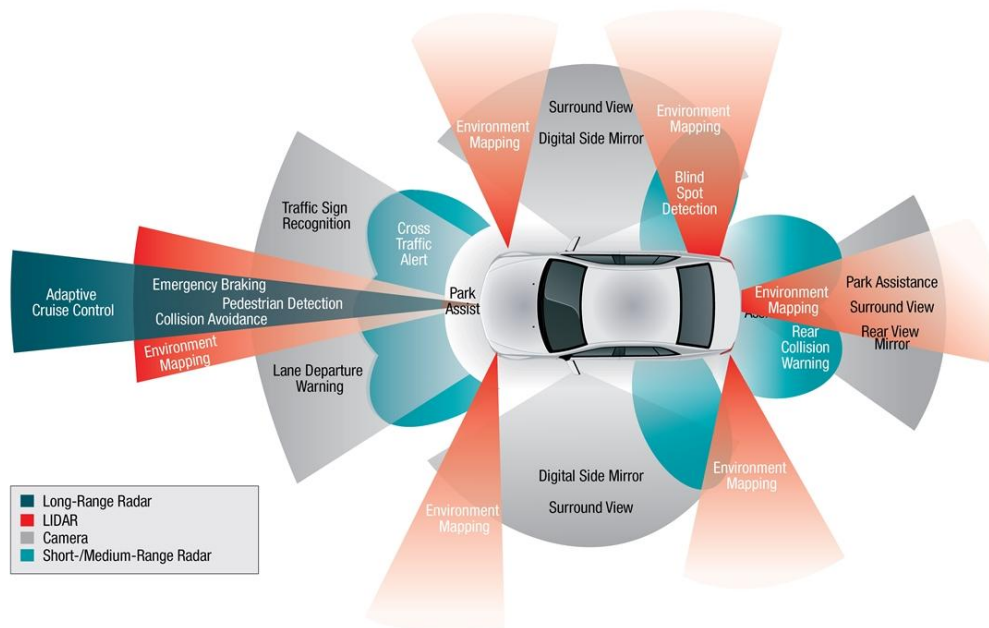 Surround View
Digital Side Mirror
Environment
Mapping
Environment
Mapping
Blind
Spot
Detection
Traffic Sign
Recognition
Cross
Traffic
Alert
Adaptive
Cruise Control
Emergency Braking
Pedestrian Detection
Collision Avoidance
Environment
Mapping
Park
Assist
Lane Departure
Warning
Environment
Mapping
Park Assistance
Surround View
Rear View
Mirror
Rear
Collision
Warning
Digital Side Mirror
Surround View
Environment
Mapping
Environment
Mapping
Long-Range Radar
LIDAR
Camera
Short-/Medium-Range Radar